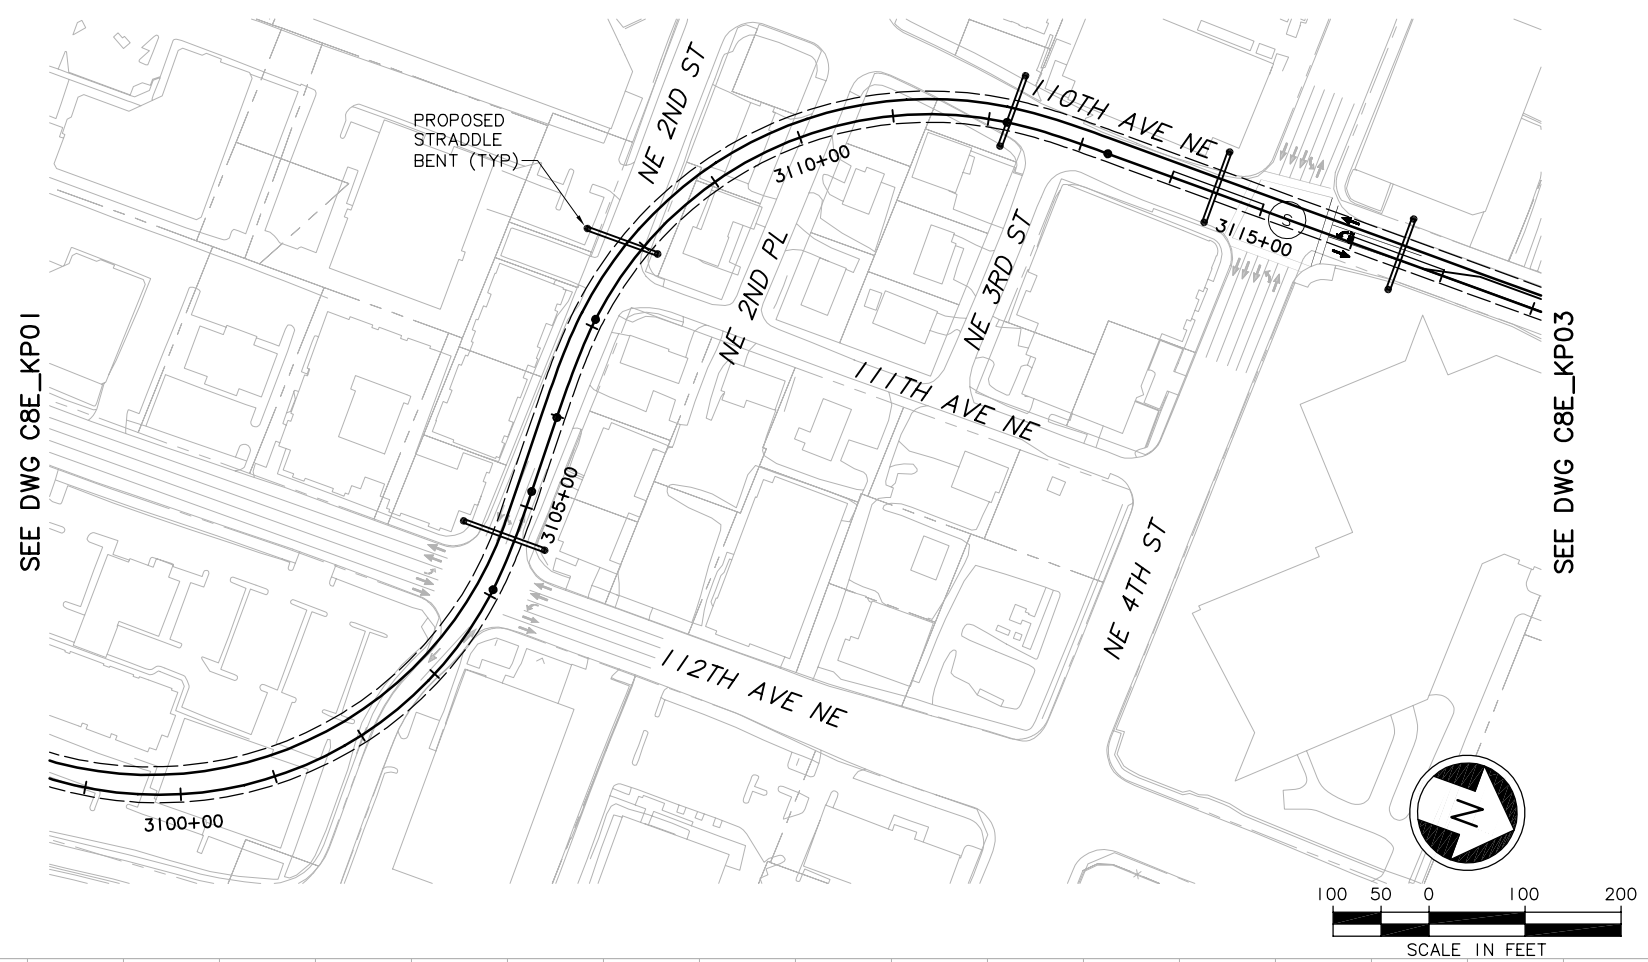 PROPOSED
STRADDLE
BENT (TYP)
NE 2ND ST
110TH AVE NE
3110+00
NE 2ND PL
NE 3RD ST
S
3115+00
111TH AVE NE
SEE DWG C8E_KP01
SEE DWG C8E_KP03
3105+00
NE 4TH ST
112TH AVE NE
3100+00
N
100 50 0 100 200
SCALE IN FEET